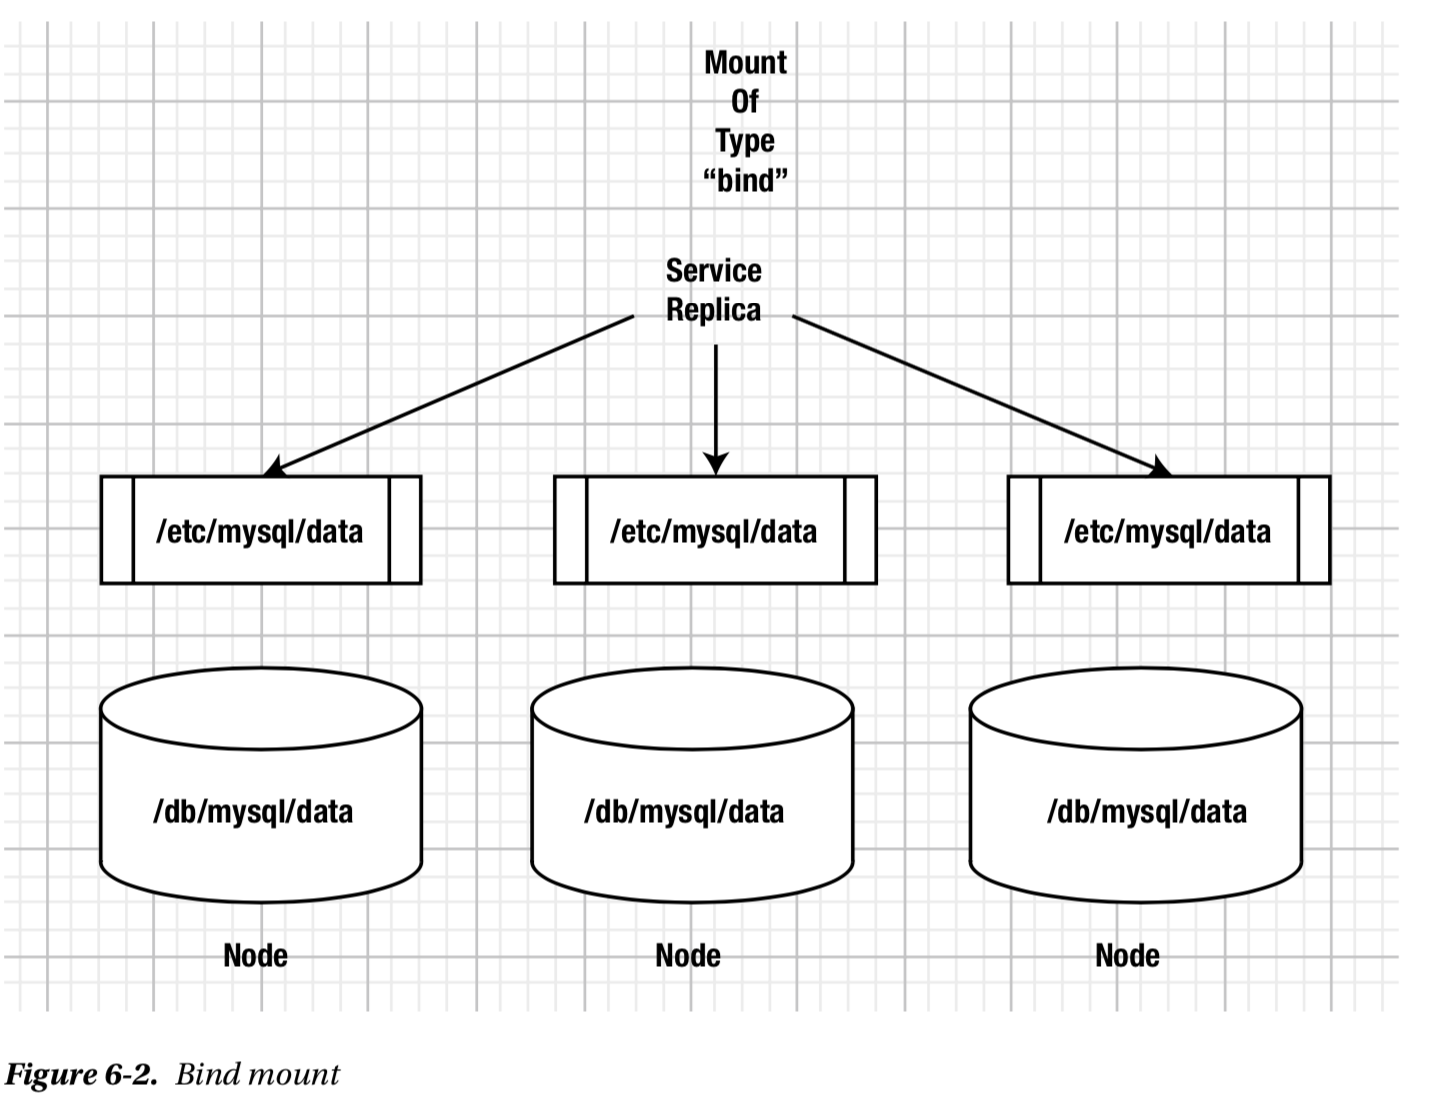 Mount
Of
Type
“bind”
Service
Replica
/etc/mysql/data
/etc/mysql/data
/etc/mysql/data
/db/mysql/data
/db/mysql/data
/db/mysql/data
Node
Node
Node
Figure 6-2. Bind mount